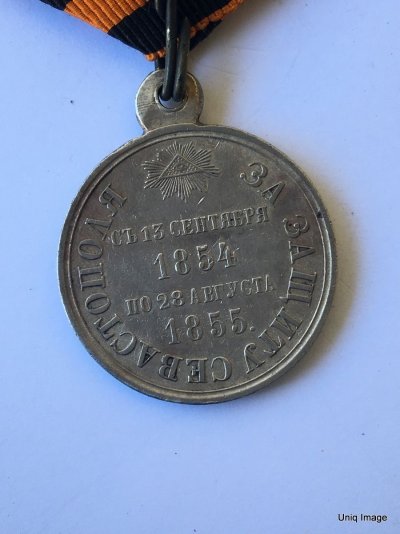 ЗА ЗАЩИТУ СЕВАСТОПОЛЯ
СЪ 13 СЕНТЯБРЯ
1854
ПО 28 АВГУСТА
1855.
Uniq Image